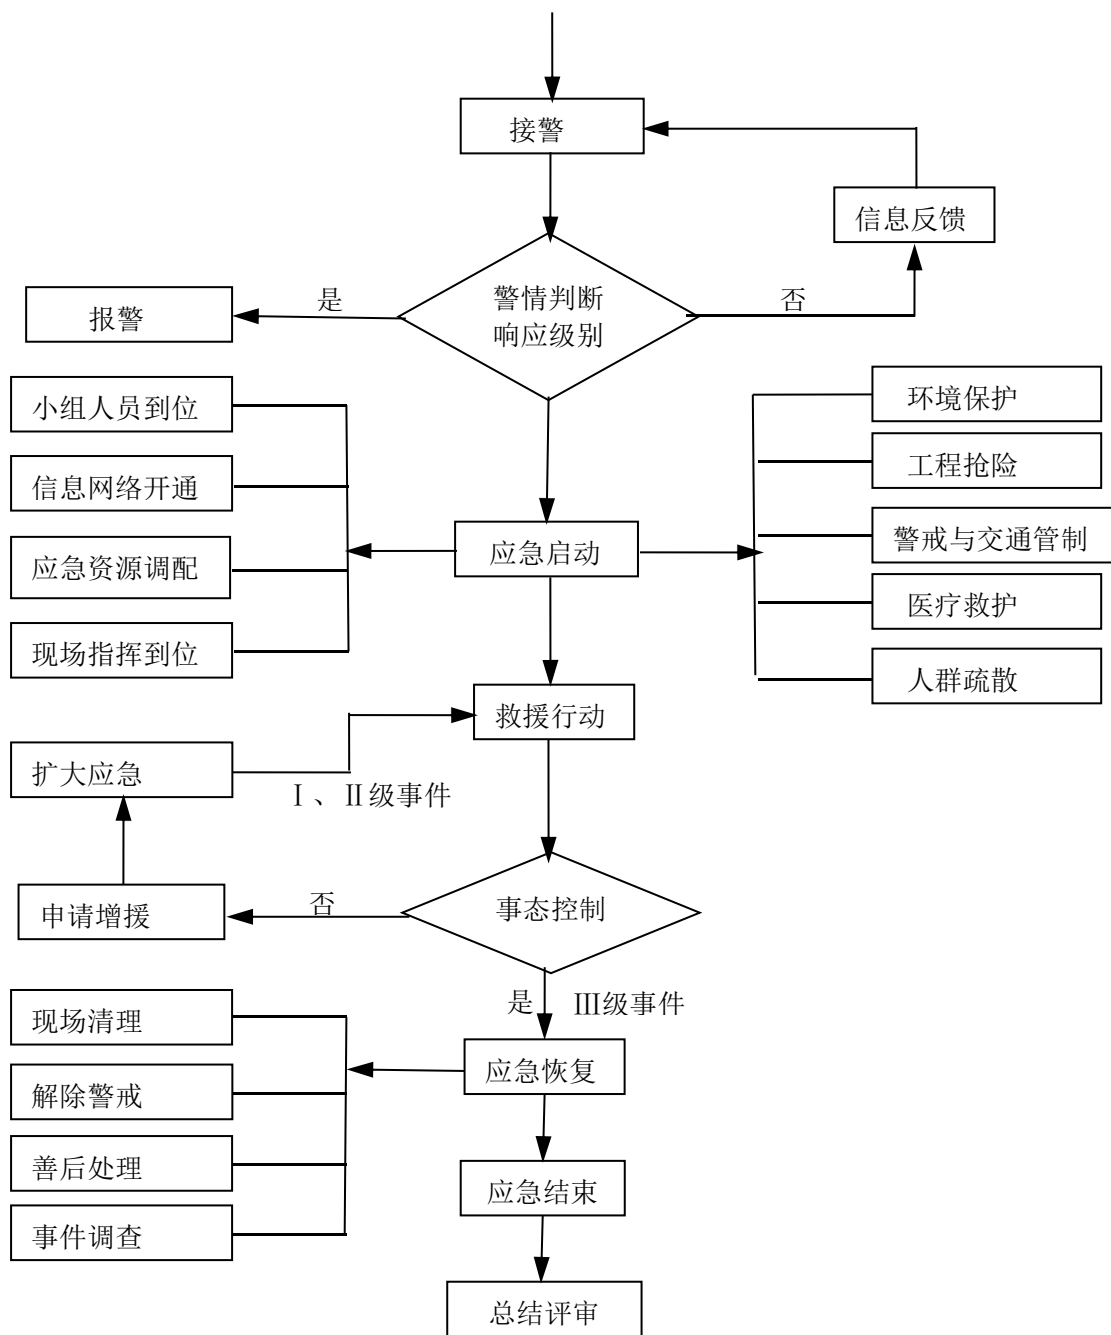 接警
信息反馈
警情判断
响应级别
是
否
报警
小组人员到位
信息网络开通
应急资源调配
现场指挥到位
应急启动
环境保护
工程抢险
警戒与交通管制
医疗救护
人群疏散
救援行动
扩大应急
Ⅰ、Ⅱ级事件
申请增援
否
事态控制
是
Ⅲ级事件
现场清理
解除警戒
善后处理
事件调查
应急恢复
应急结束
总结评审